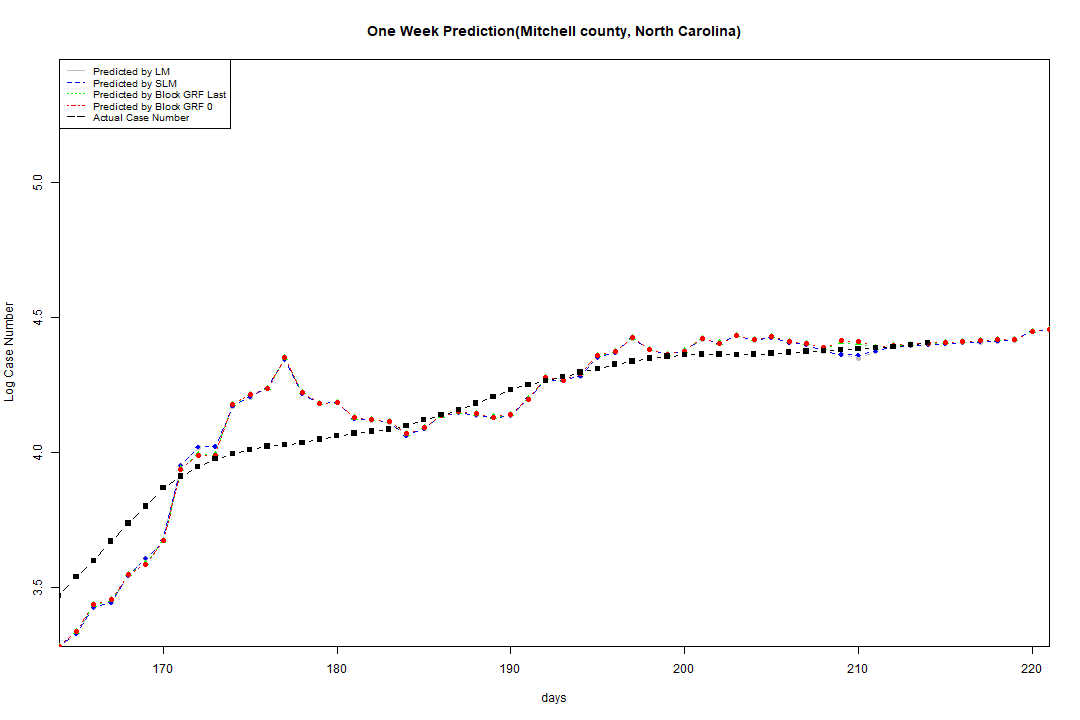 One Week Prediction(Mitchell county, North Carolina)
Predicted by LM
Predicted by SLM
Predicted by Block GRF Last
Predicted by Block GRF 0
Actual Case Number
5.0
4.5
4.0
3.5
Log Case Number
170 180 190 200 210 220
days